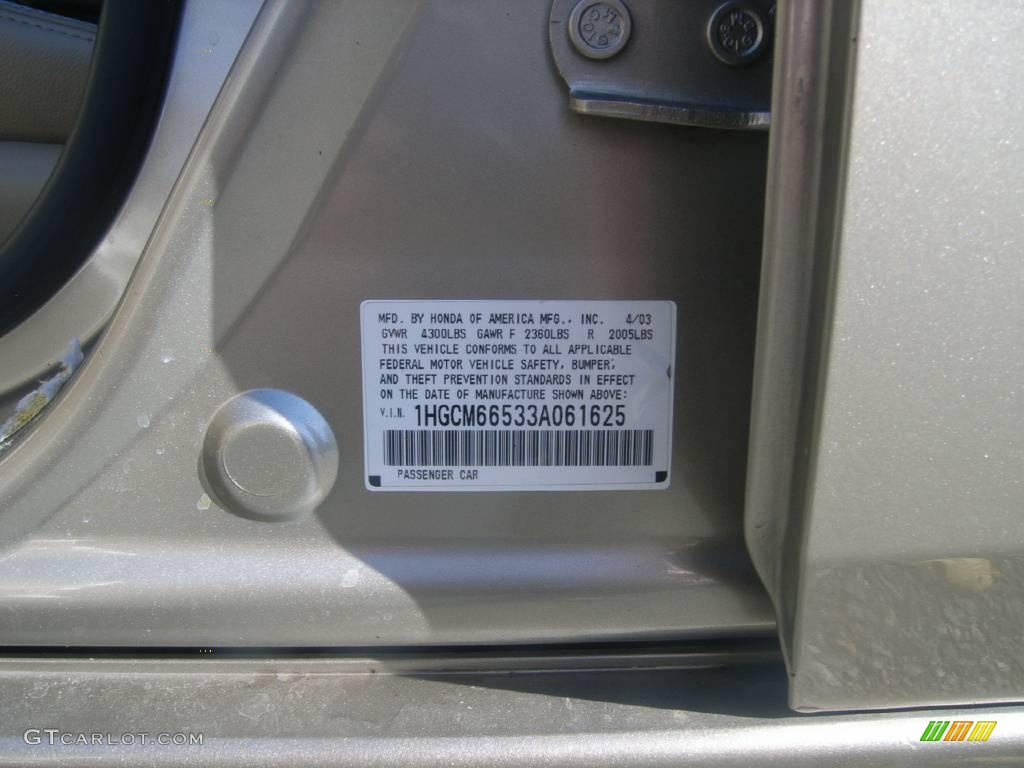 MFD. BY HONDA OF AMERICA MFG., INC. 4/03
GVWR 4300LBS GAWR F 2360LBS R 2005LBS
THIS VEHICLE CONFORMS TO ALL APPLICABLE
FEDERAL MOTOR VEHICLE SAFETY, BUMPER,
AND THEFT PREVENTION STANDARDS IN EFFECT
ON THE DATE OF MANUFACTURE SHOWN ABOVE:
V.I.N. 1HGCM66533A061625
PASSENGER CAR
GTCARLOT.COM